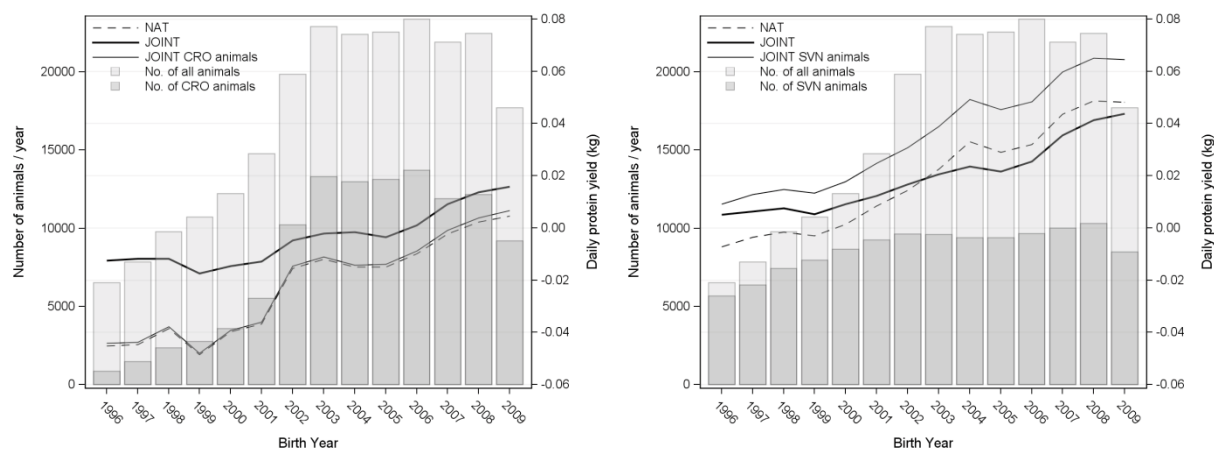 NAT
JOINT
JOINT CRO animals
No. of all animals
No. of CRO animals
Number of animals / year
20000
15000
10000
5000
0
0.08
0.06
0.04
0.02
0.00
-0.02
-0.04
-0.06
Daily protein yield (kg)
1996 1997 1998 1999 2000 2001 2002 2003 2004 2005 2006 2007 2008 2009
Birth Year
NAT
JOINT
JOINT SVN animals
No. of all animals
No. of SVN animals
Number of animals / year
20000
15000
10000
5000
0
0.08
0.06
0.04
0.02
0.00
-0.02
-0.04
-0.06
Daily protein yield (kg)
1996 1997 1998 1999 2000 2001 2002 2003 2004 2005 2006 2007 2008 2009
Birth Year